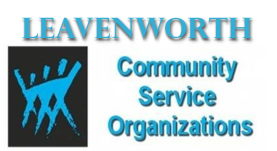 LEAVENWORTH
Community
Service
Organizations